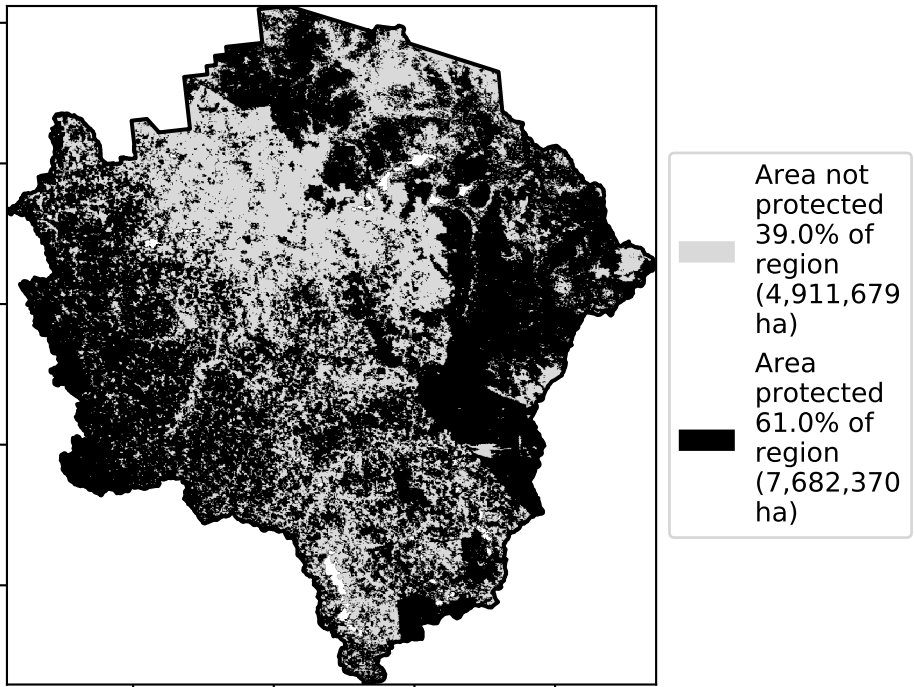 Area not
protected
39.0% of
region
(4,911,679
ha)
Area
protected
61.0% of
region
(7,682,370
ha)